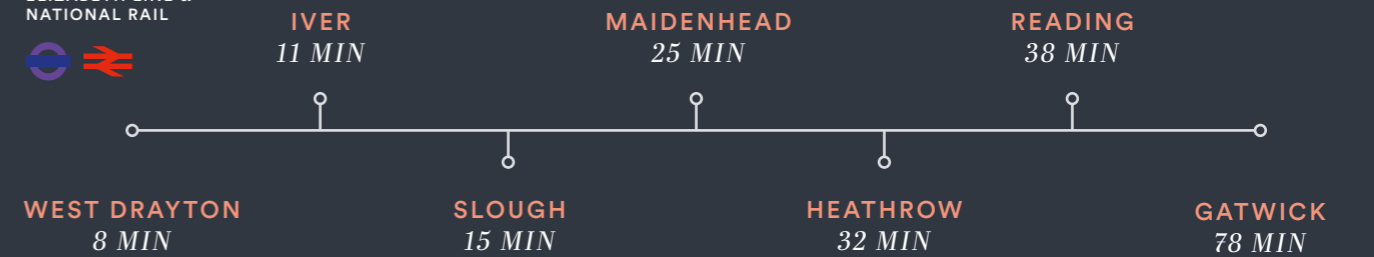 NATIONAL RAIL
IVER
11 MIN
MAIDENHEAD
25 MIN
READING
38 MIN
WEST DRAYTON
8 MIN
SLOUGH
15 MIN
HEATHROW
32 MIN
GATWICK
78 MIN